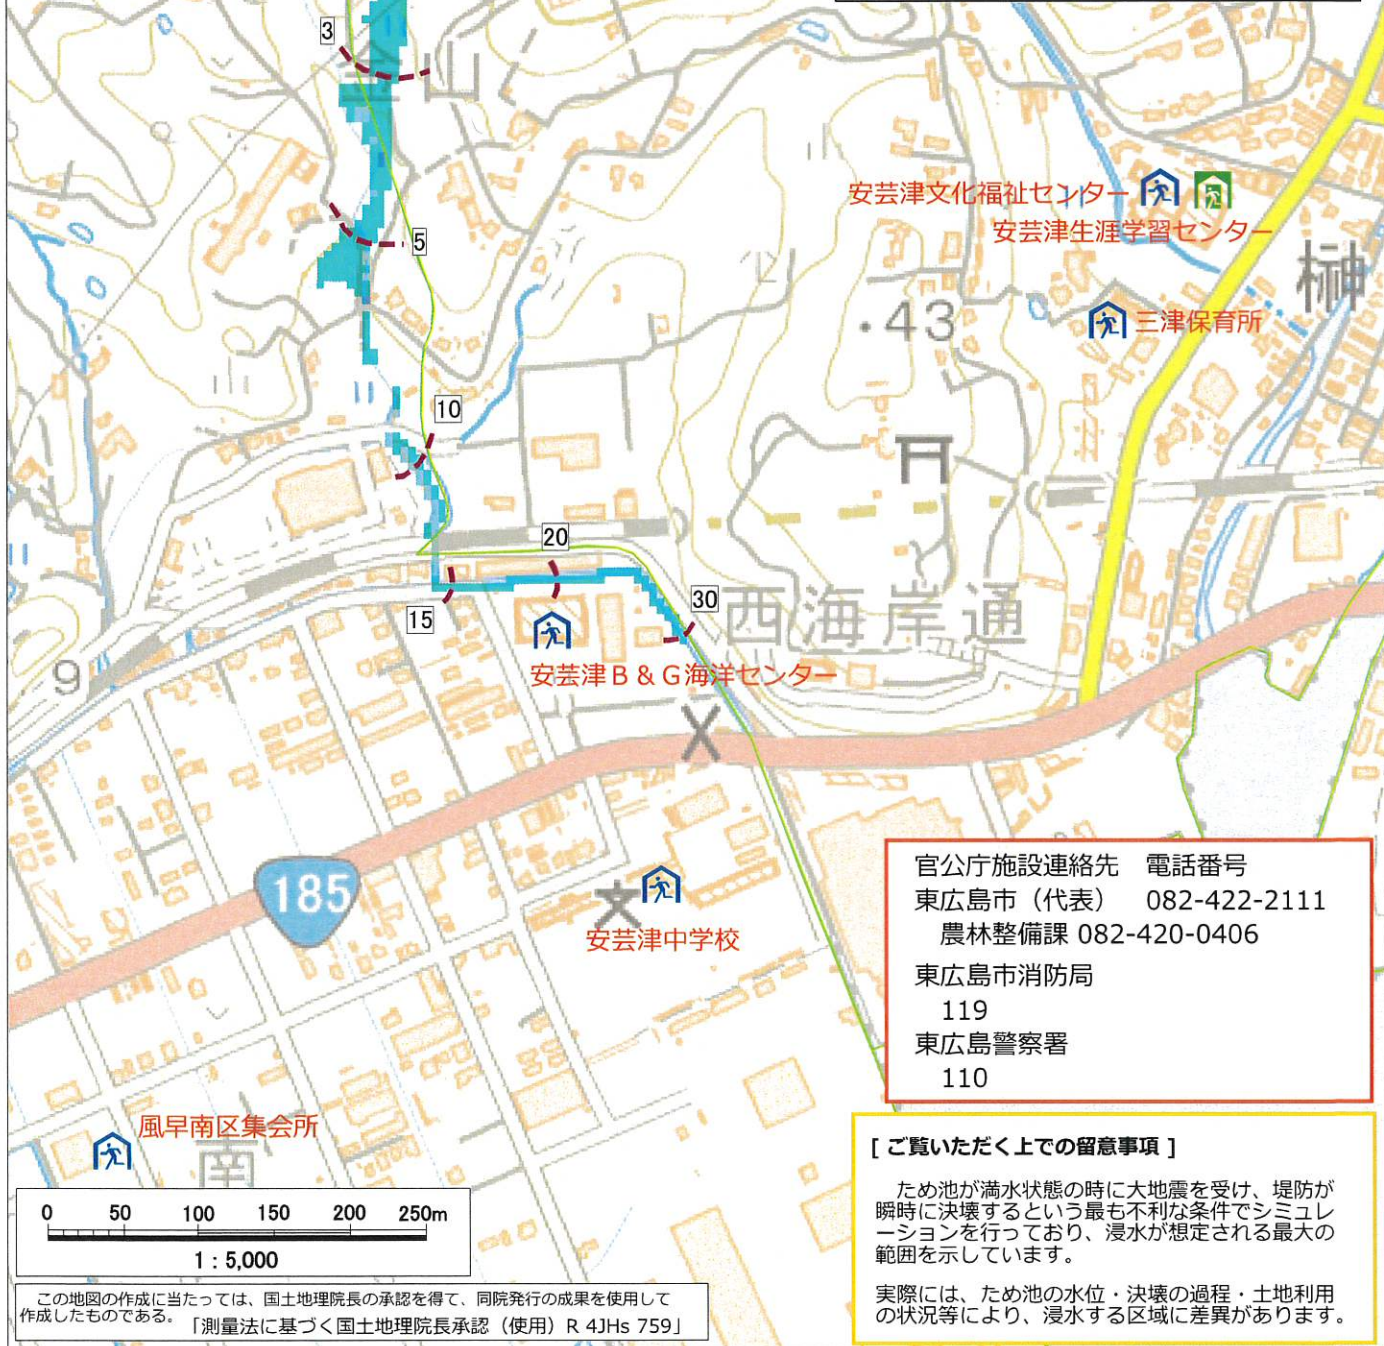 3
山
5
安芸津文化福祉センター
安芸津生涯学習センター
榊
・43
三津保育所
10
20
15
30
西海岸通
9
安芸津B&G海洋センター
185
安芸津中学校
官公庁施設連絡先 電話番号
東広島市（代表） 082-422-2111
農林整備課 082-420-0406
東広島市消防局
119
東広島警察署
110
風早南区集会所
南
[ ご覧いただく上での留意事項 ]
ため池が満水状態の時に大地震を受け、堤防が
瞬時に決壊するという最も不利な条件でシミュレ
ーションを行っており、浸水が想定される最大の
範囲を示しています。
実際には、ため池の水位・決壊の過程・土地利用
の状況等により、浸水する区域に差異があります。
0 50 100 150 200 250m
1：5,000
この地図の作成に当たっては、国土地理院長の承認を得て、同院発行の成果を使用して
作成したものである。「測量法に基づく国土地理院長承認（使用）R 4JHs 759」